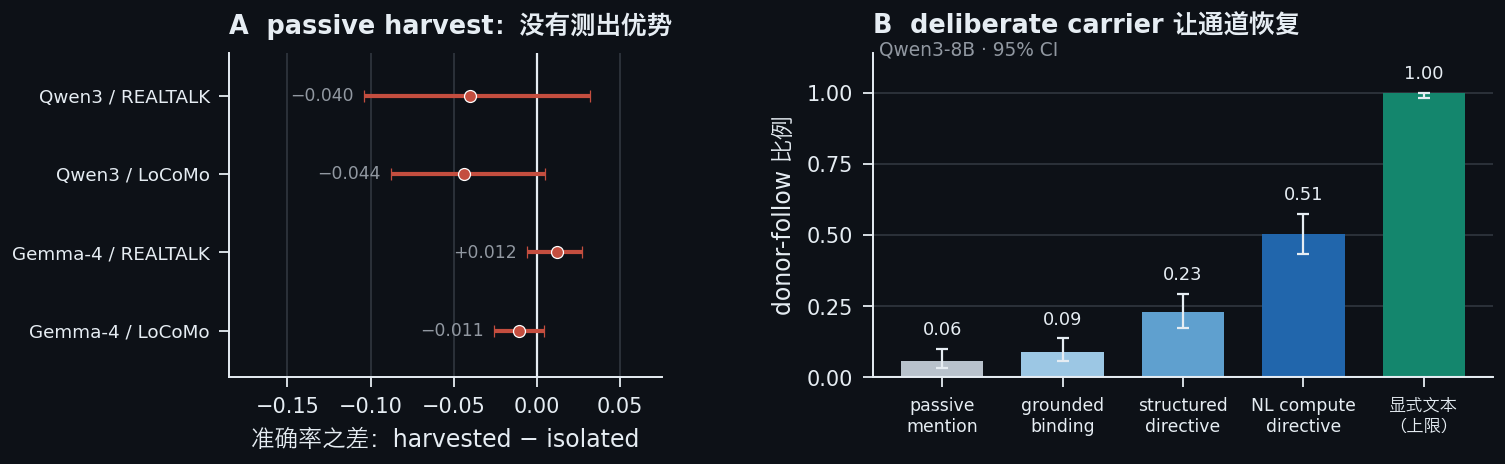 A  passive harvest：没有测出优势
Qwen3 / REALTALK
−0.040
Qwen3 / LoCoMo
−0.044
Gemma-4 / REALTALK
+0.012
Gemma-4 / LoCoMo
−0.011
−0.15
−0.10
−0.05
0.00
0.05
准确率之差：harvested − isolated
B  deliberate carrier 让通道恢复
Qwen3-8B · 95% CI
donor-follow 比例
1.00
0.75
0.50
0.25
0.00
0.06
0.09
0.23
0.51
1.00
passive
mention
grounded
binding
structured
directive
NL compute
directive
显式文本
（上限）